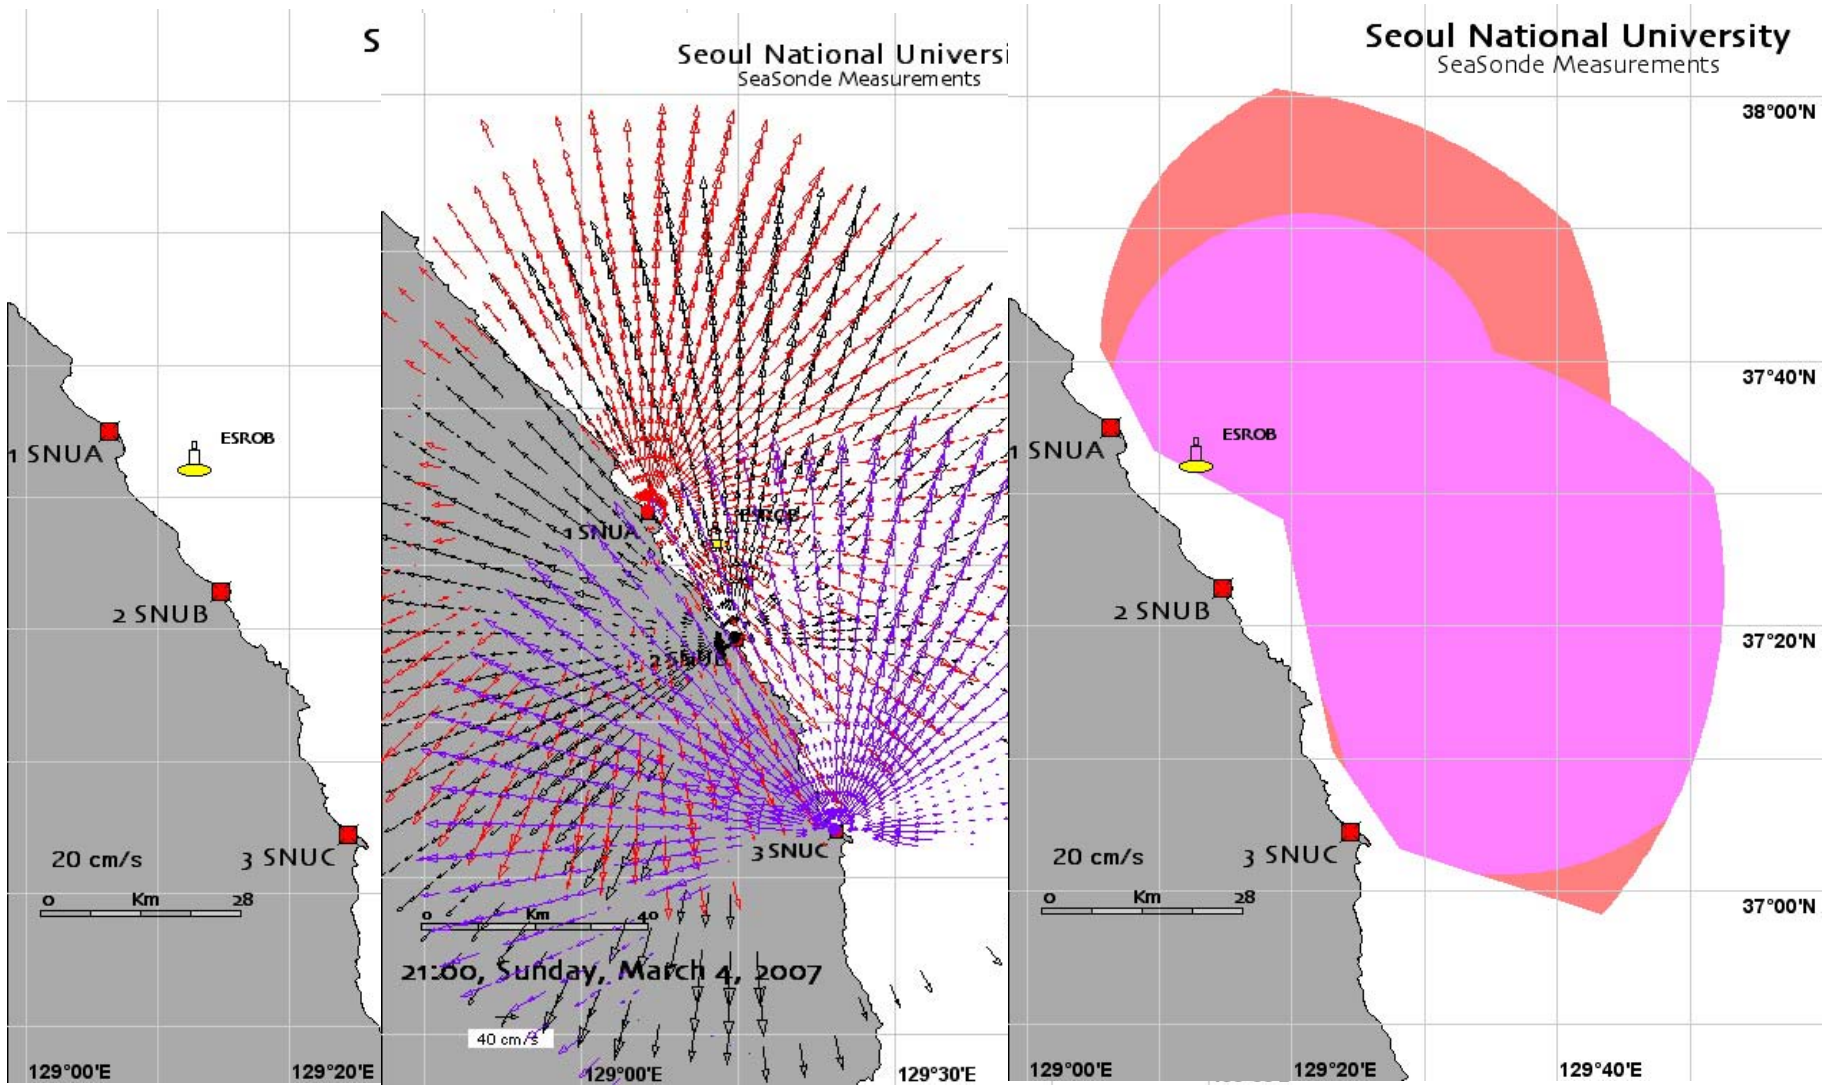 S
ESROB
1 SNUA
2 SNUB
3 SNUC
20 cm/s
0 Km 28
129°00'E 129°20'E
Seoul National Universi
SeaSonde Measurements
ESROB
1 SNUA
2 SNUB
3 SNUC
0 Km 40
21:00, Sunday, March 4, 2007
40 cm/s
129°00'E 129°30'E
Seoul National University
SeaSonde Measurements
38°00'N
37°40'N
ESROB
1 SNUA
2 SNUB
37°20'N
3 SNUC
20 cm/s
0 Km 28
37°00'N
129°00'E 129°20'E 129°40'E